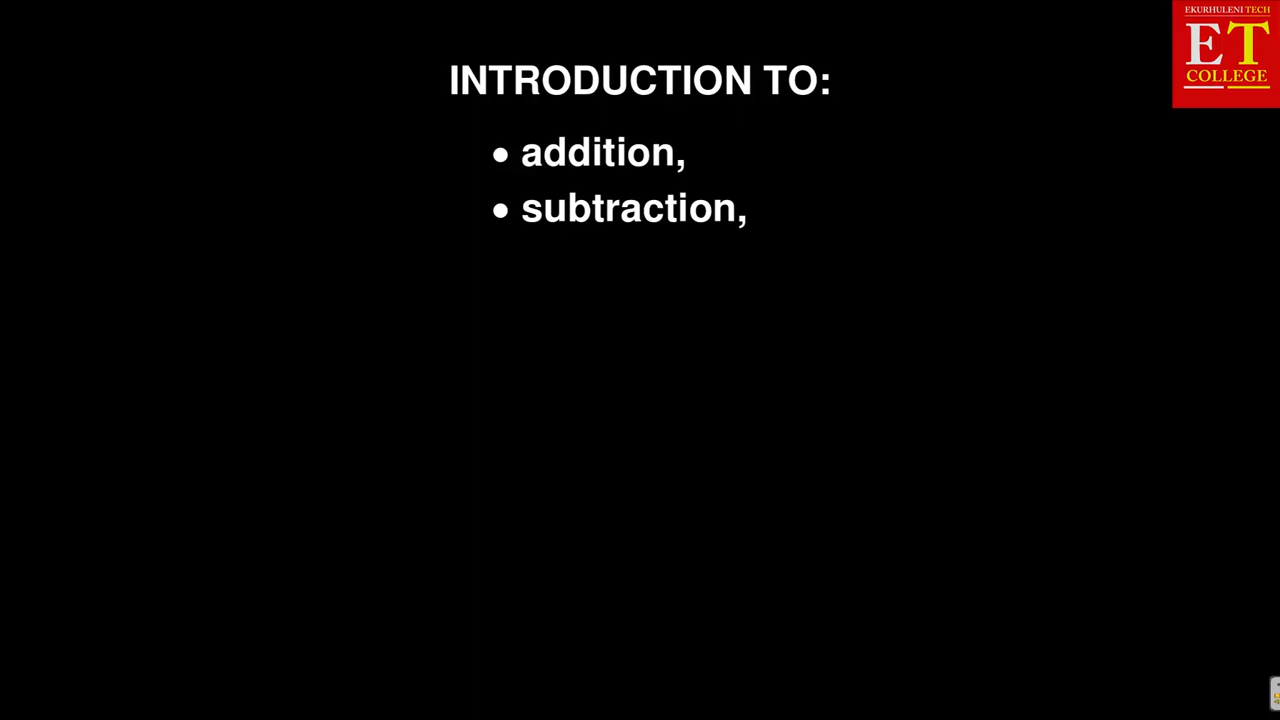 EKURHULENI TECH
ET
COLLEGE
INTRODUCTION TO:
• addition,
• subtraction,